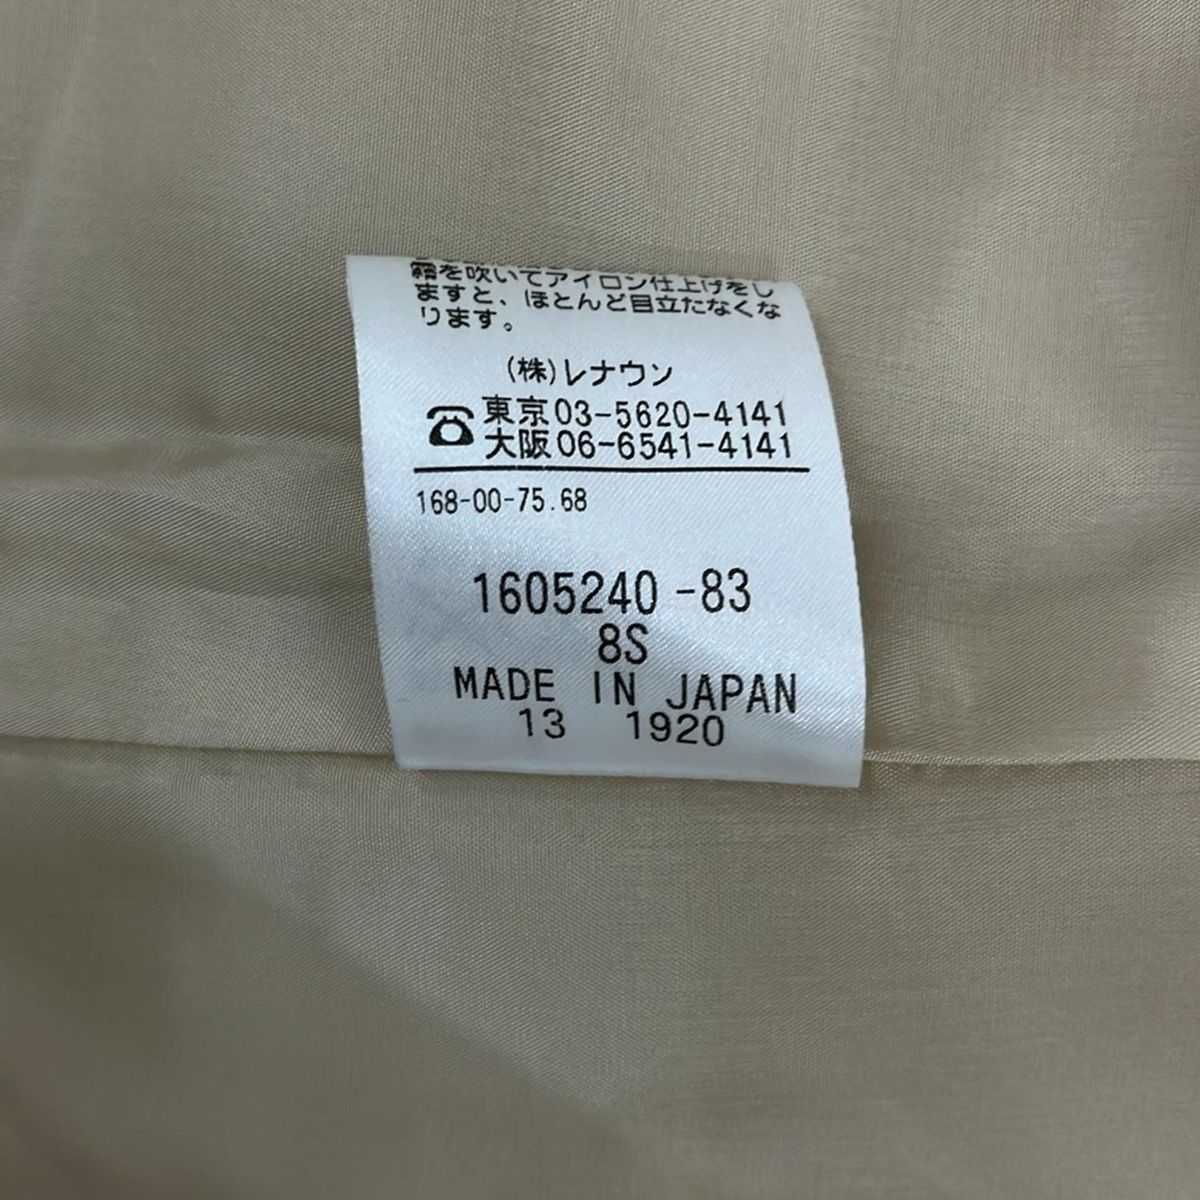 霧を吹いてアイロン仕上げをし
ますと、ほとんど目立たなくな
ります。
(株)レナウン
☎東京03-5620-4141
大阪06-6541-4141
168-00-75.68
1605240-83
8S
MADE IN JAPAN
13 1920